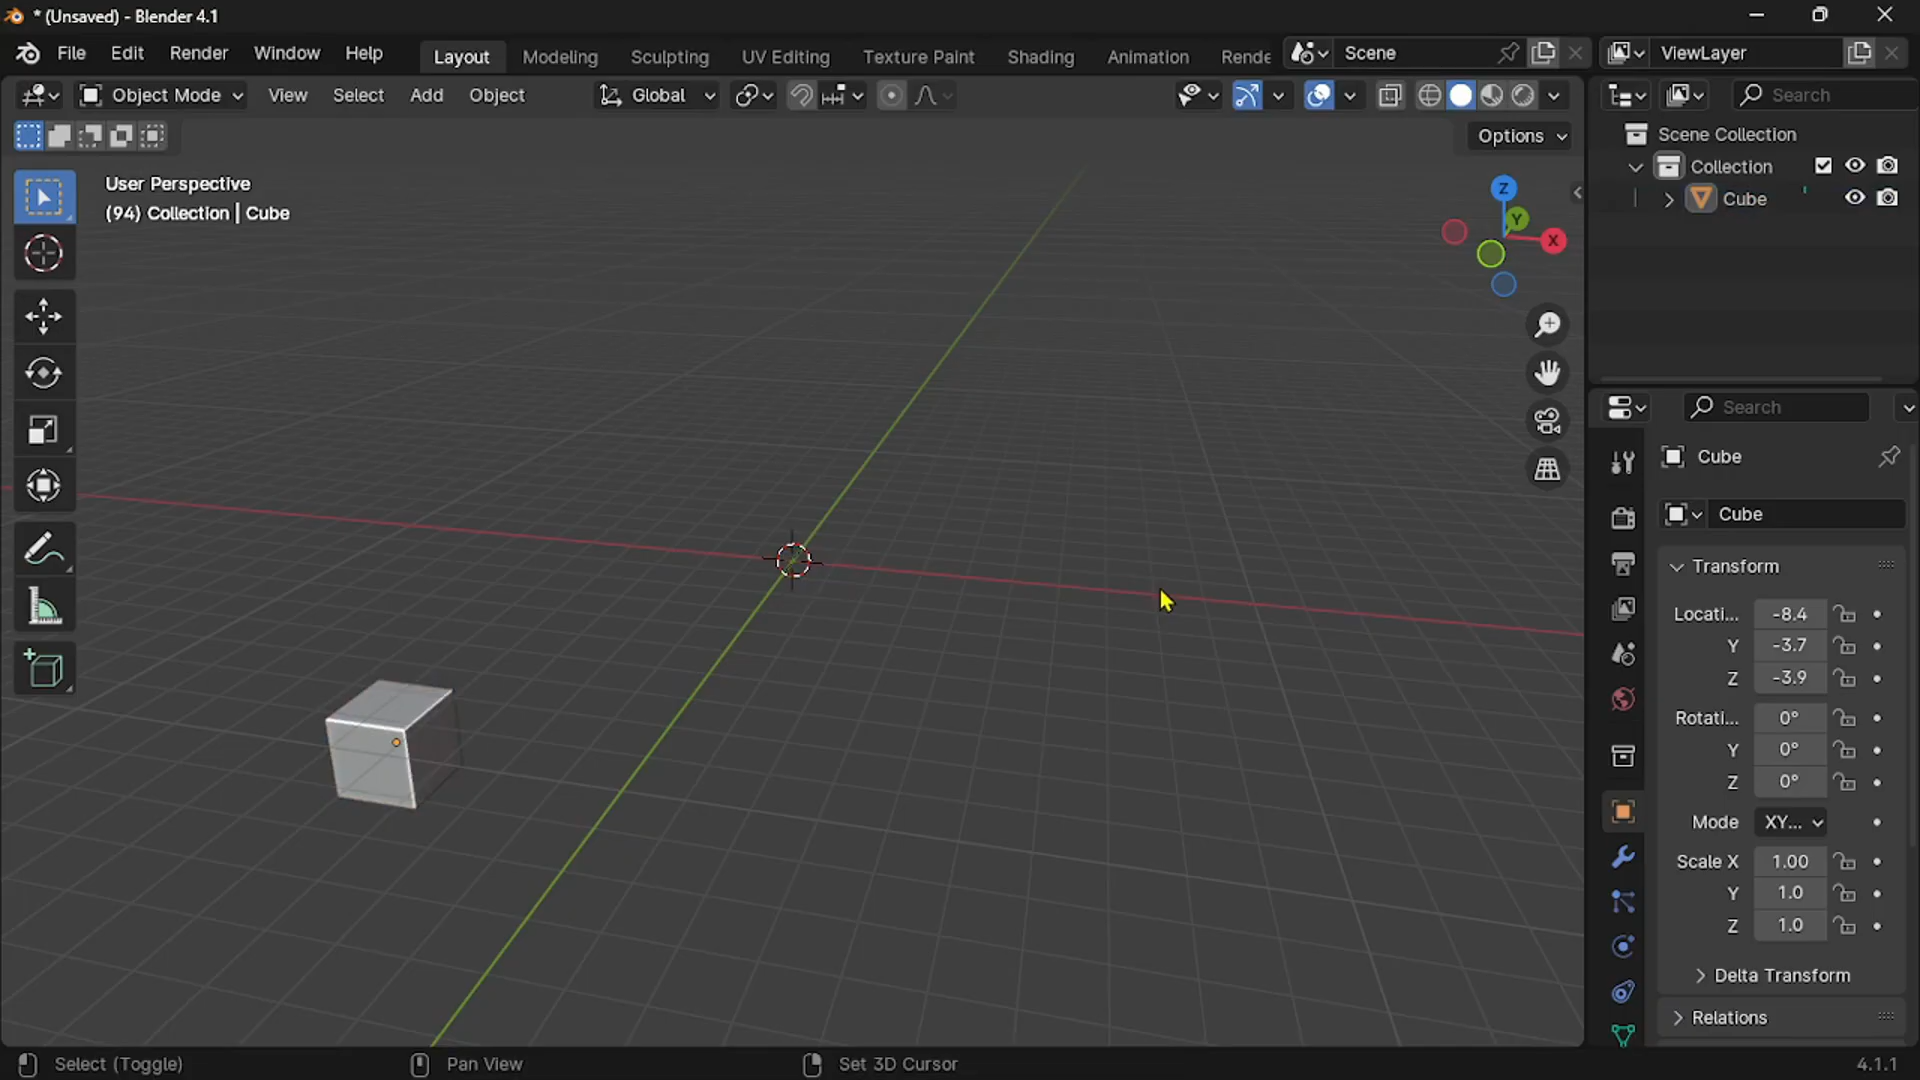 * (Unsaved) - Blender 4.1
File Edit Render Window Help Layout Modeling Sculpting UV Editing Texture Paint Shading Animation Rende Scene ViewLayer
Object Mode View Select Add Object Global Search
Options
Scene Collection
Collection
Cube
User Perspective
(94) Collection | Cube
Z
Y
X
Search
Cube
Cube
Transform
Locati... -8.4
Y -3.7
Z -3.9
Rotati... 0°
Y 0°
Z 0°
Mode XY...
Scale X 1.00
Y 1.0
Z 1.0
Delta Transform
Relations
Select (Toggle) Pan View Set 3D Cursor 4.1.1